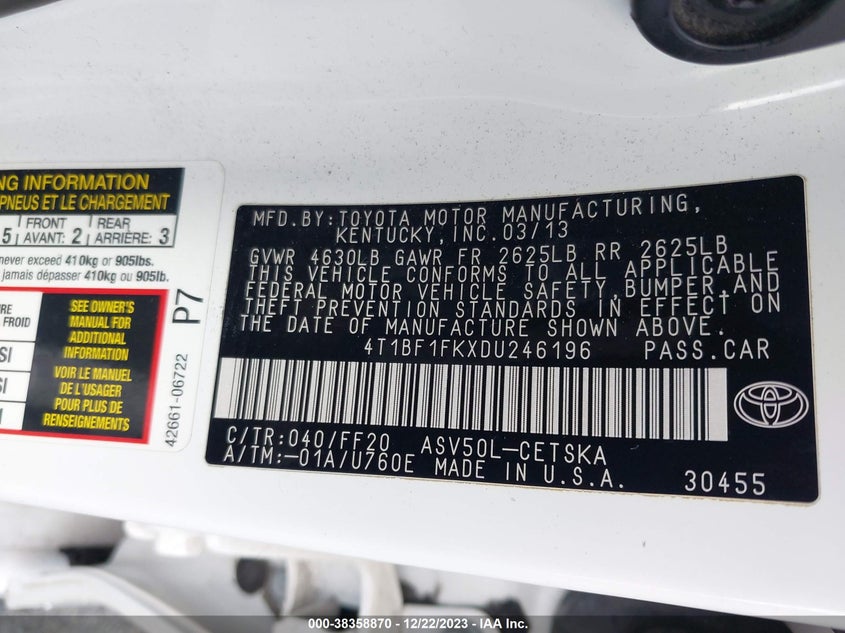 NG INFORMATION
PNEUS ET LE CHARGEMENT
5 FRONT AVANT: 2 REAR ARRIÈRE: 3
never exceed 410kg or 905lbs.
jamais dépasser 410kg ou 905lb.
FROID
SI
SI
SEE OWNER'S
MANUAL FOR
ADDITIONAL
INFORMATION
VOIR LE MANUEL
DE L'USAGER
POUR PLUS DE
RENSEIGNEMENTS
P7
42661-06722
MFD.BY:TOYOTA MOTOR MANUFACTURING,
KENTUCKY,INC.03/13
GVWR 4630LB GAWR FR 2625LB RR 2625LB
THIS VEHICLE CONFORMS TO ALL APPLICABLE
FEDERAL MOTOR VEHICLE SAFETY,BUMPER,AND
THEFT PREVENTION STANDARDS IN EFFECT ON
THE DATE OF MANUFACTURE SHOWN ABOVE.
4T1BF1FKXDU246196 PASS.CAR
C/TR:040/FF20 ASV50L-CETSKA
A/TM:-01A/U760E MADE IN U.S.A.
30455
000-38358870 - 12/22/2023 - IAA Inc.